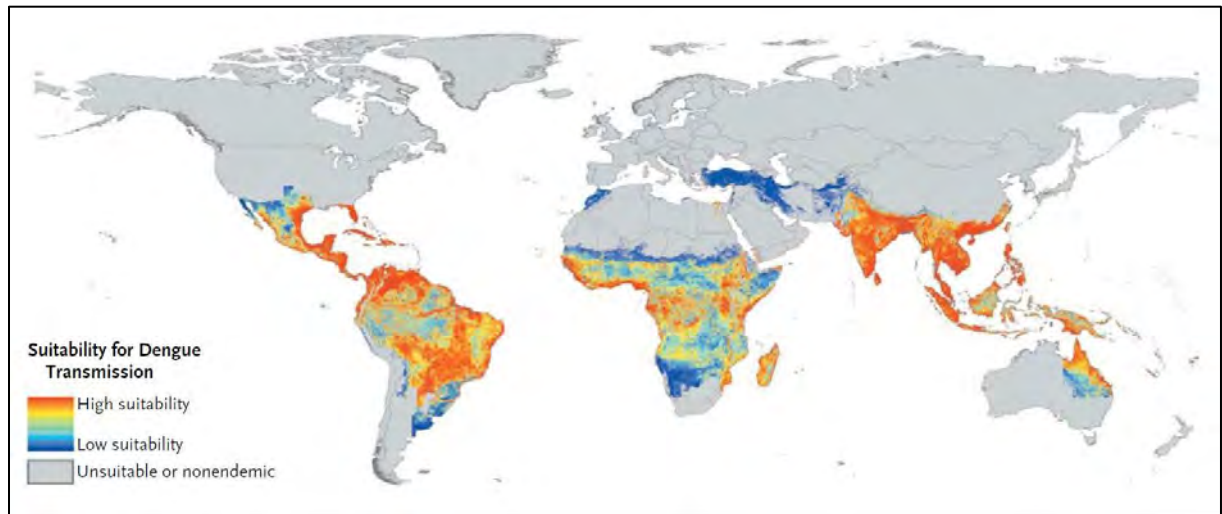 Suitability for Dengue
Transmission
High suitability
Low suitability
Unsuitable or nonendemic